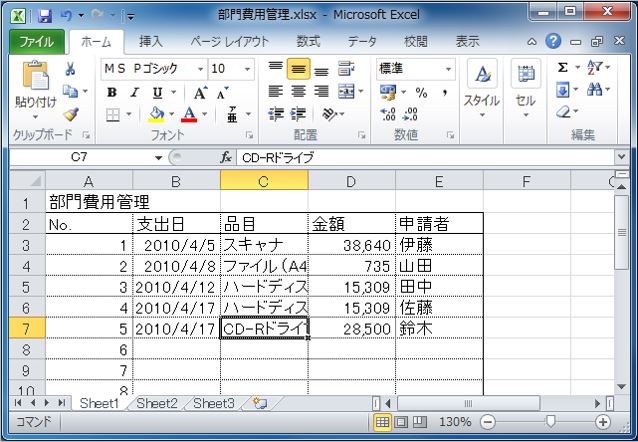 部門費用管理.xlsx - Microsoft Excel
ファイル ホーム 挿入 ページ レイアウト 数式 データ 校閲 表示
MS Pゴシック 10 標準
B I U A A % ,
貼り付け スタイル セル
クリップボード フォント 配置 数値 編集
C7 fx CD-Rドライブ
A B C D E F
1 部門費用管理
2 No. 支出日 品目 金額 申請者
3 1 2010/4/5 スキャナ 38,640 伊藤
4 2 2010/4/8 ファイル(A4 735 山田
5 3 2010/4/12 ハードディス 15,309 田中
6 4 2010/4/17 ハードディス 15,309 佐藤
7 5 2010/4/17 CD-Rドライブ 28,500 鈴木
8 6
9 7
10 8
Sheet1 Sheet2 Sheet3
コマンド 130%